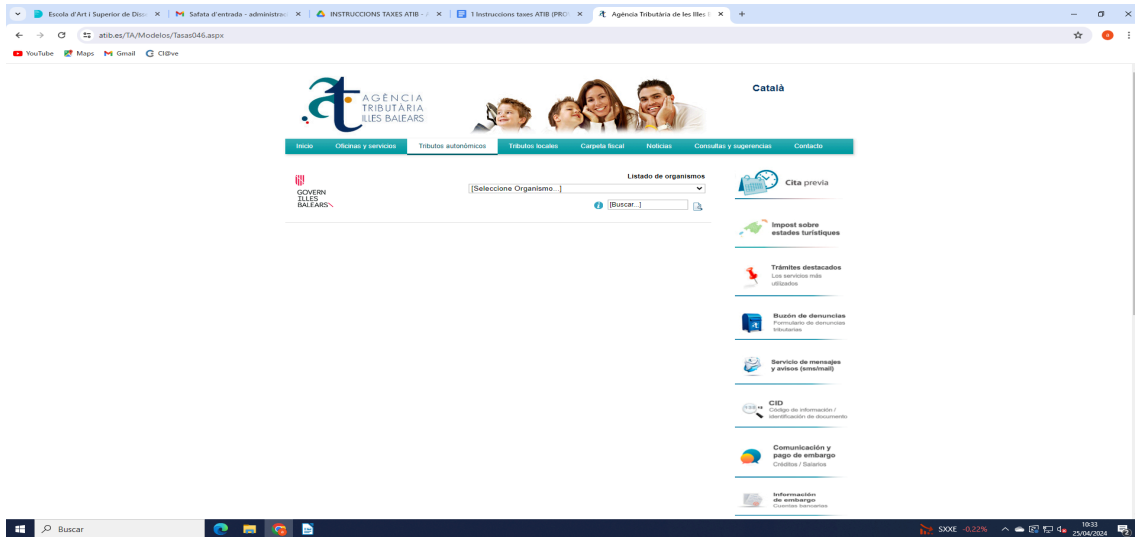 Escola d'Art i Superior de Diss
Safata d'entrada - administrac
INSTRUCCIONS TAXES ATIB -
1 Instruccions taxes ATIB (PRO
Agència Tributària de les Illes B
atib.es/TA/Modelos/Tasas046.aspx
YouTube
Maps
Gmail
Cl@ve
AGÈNCIA
TRIBUTÀRIA
ILLES BALEARS
Català
Inicio
Oficinas y servicios
Tributos autonómicos
Tributos locales
Carpeta fiscal
Noticias
Consultas y sugerencias
Contacto
GOVERN
ILLES
BALEARS
Listado de organismos
[Seleccione Organismo...]
[Buscar...]
Cita previa
Impost sobre
estades turístiques
Trámites destacados
Los servicios más
utilizados
Buzón de denuncias
Formulario de denuncias
tributarias
Servicio de mensajes
y avisos (sms/mail)
CID
Código de información /
identificación de documento
Comunicación y
pago de embargo
Créditos / Salarios
Información
de embargo
Cuentas bancarias
Buscar
SXXE -0,22%
10:33
25/04/2024